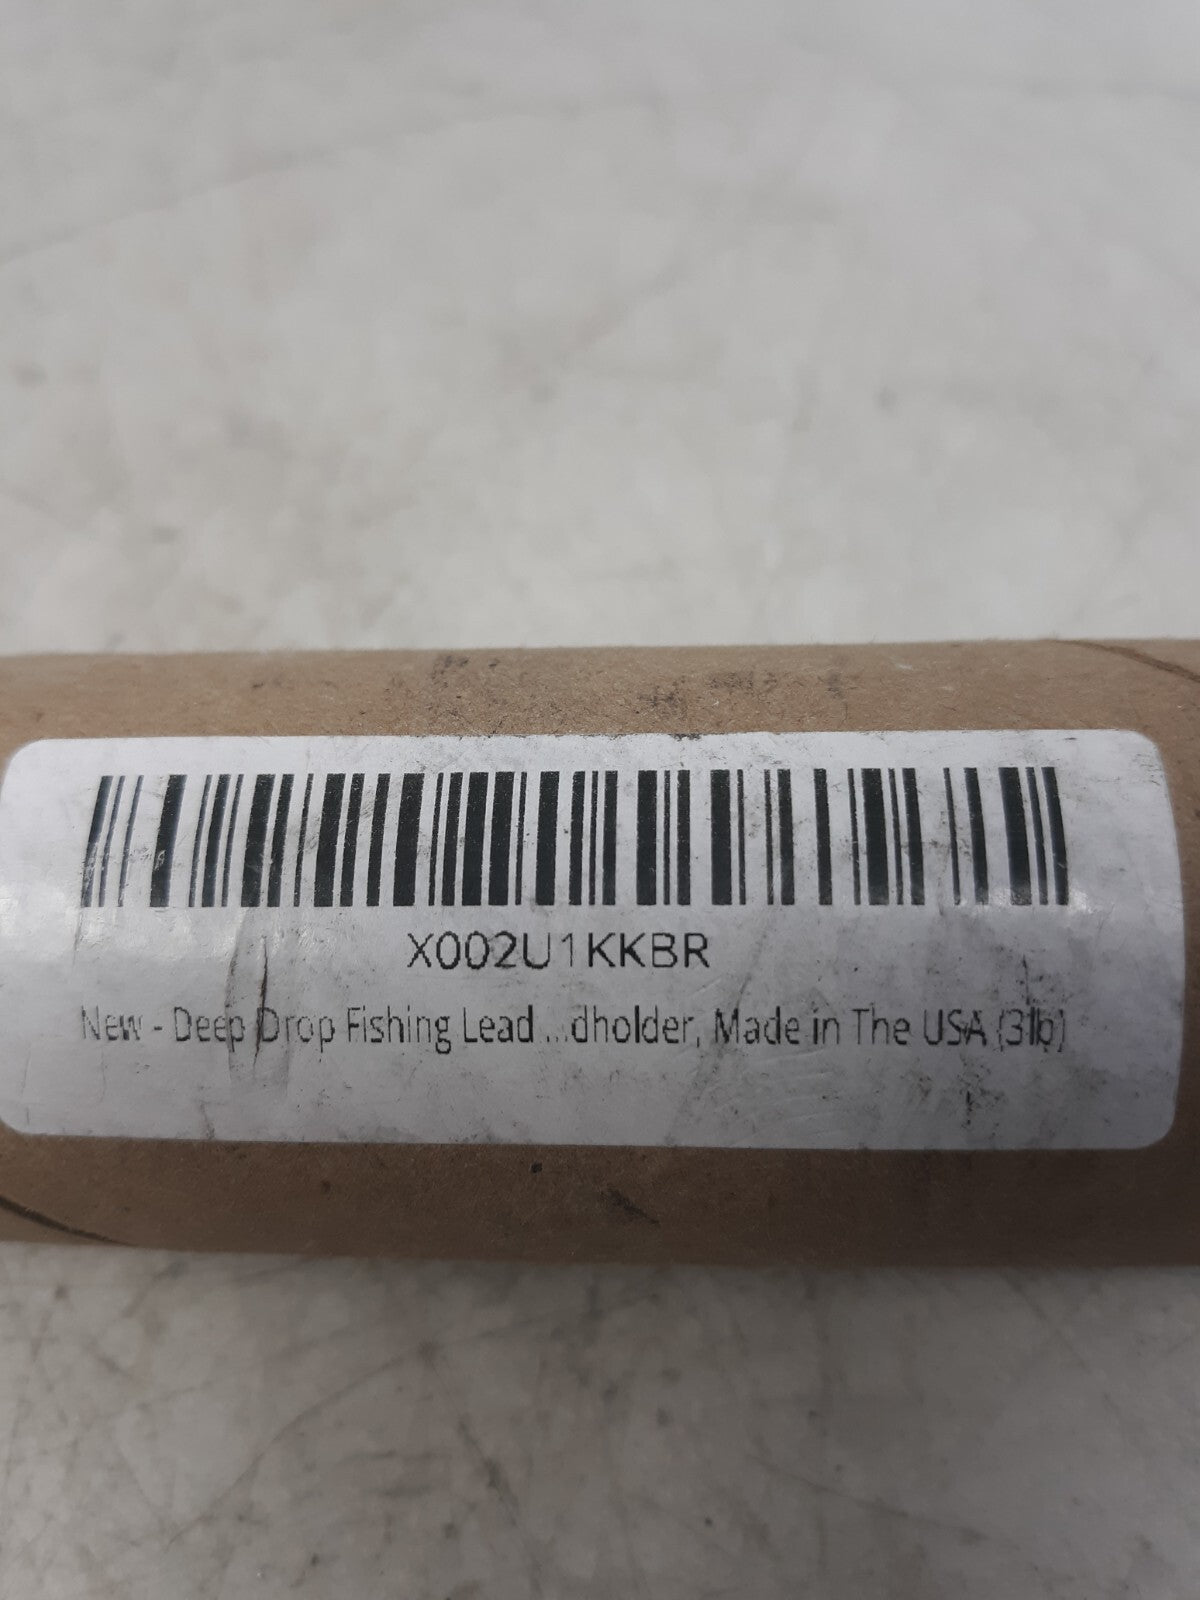 X002U1KKBR
New - Deep Drop Fishing Lead ...dholder, Made in The USA (3lb)